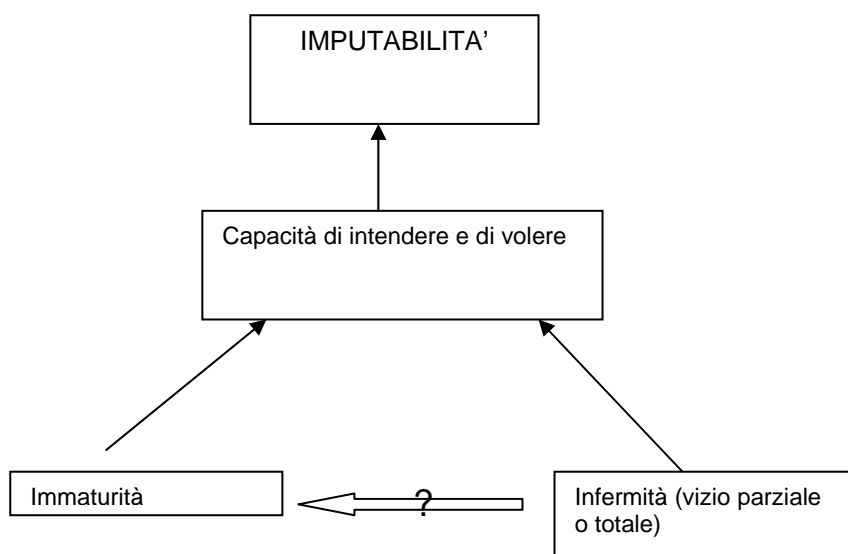 IMPUTABILITA’
Capacità di intendere e di volere
Immaturità
?
Infermità (vizio parziale
o totale)